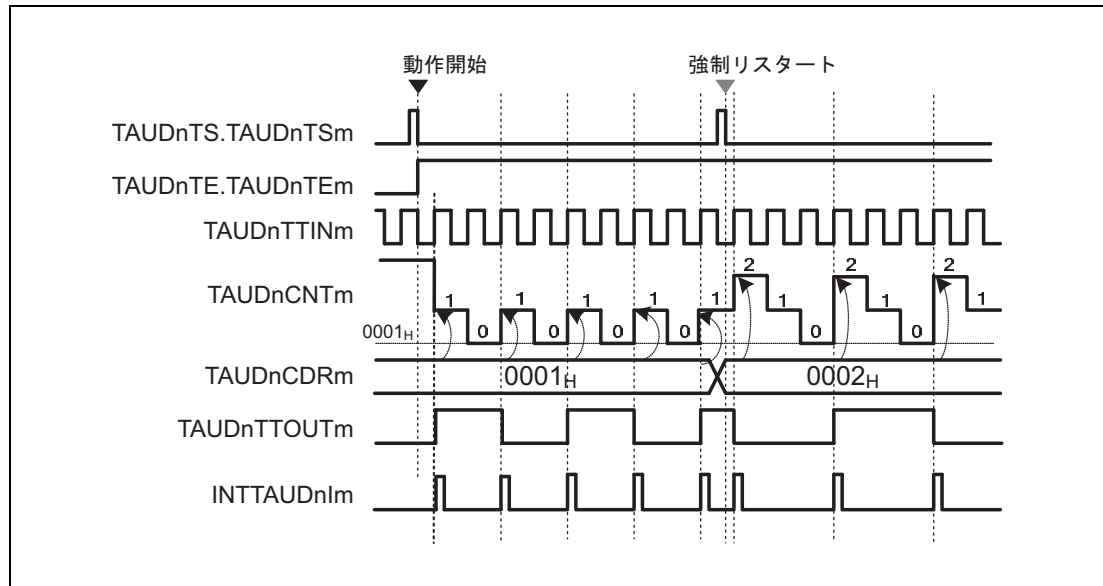 動作開始
強制リスタート
TAUDnTS.TAUDnTSm
TAUDnTE.TAUDnTEm
TAUDnTTINm
TAUDnCNTm
2 2 2
1 1 1 1 1 1 1 1
0 0 0 0 0 0
0001H
TAUDnCDRm
0001H 0002H
TAUDnTTOUTm
INTTAUDnIm